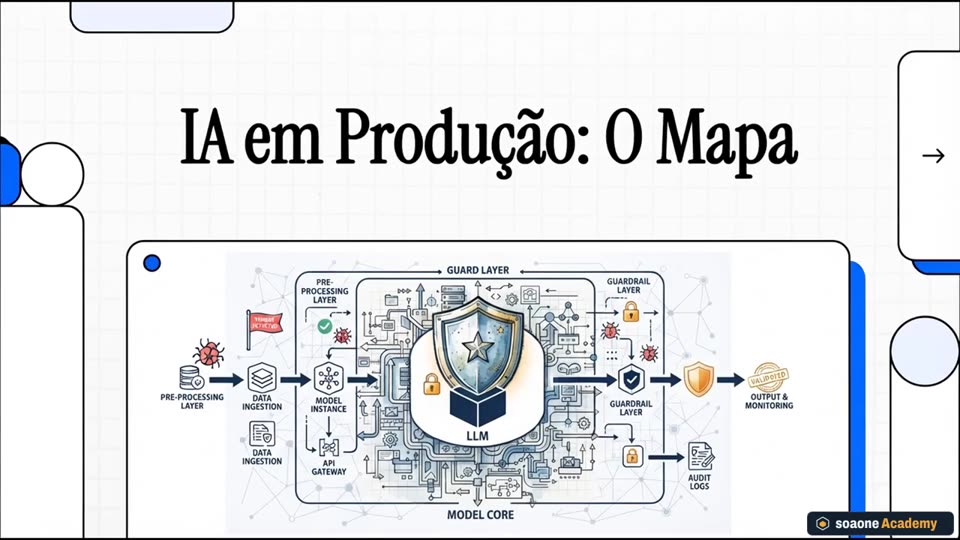 IA em Produção: O Mapa
→
GUARD LAYER
PRE-
PROCESSING
LAYER
GUARDRAIL
LAYER
PRE-PROCESSING
LAYER
DATA
INGESTION
MODEL
INSTANCE
LLM
GUARDRAIL
LAYER
VALIDATED
OUTPUT &
MONITORING
DATA
INGESTION
API
GATEWAY
AUDIT
LOGS
MODEL CORE
soaone Academy